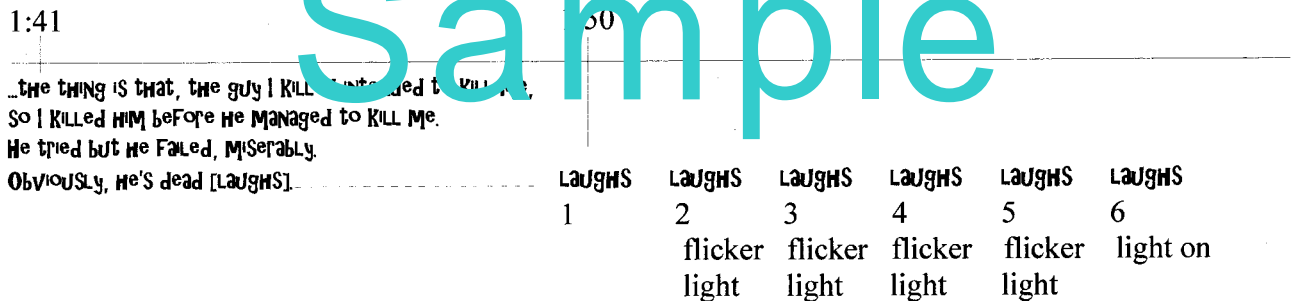 1:41
50
Sample
...the thing is that, the guy I
So I killed him before he managed to kill me.
He tried but he failed, miserably.
Obviously, he's dead [laughs].
laughs laughs laughs laughs laughs laughs
1 2 3 4 5 6
flicker flicker flicker flicker light on
light light light light